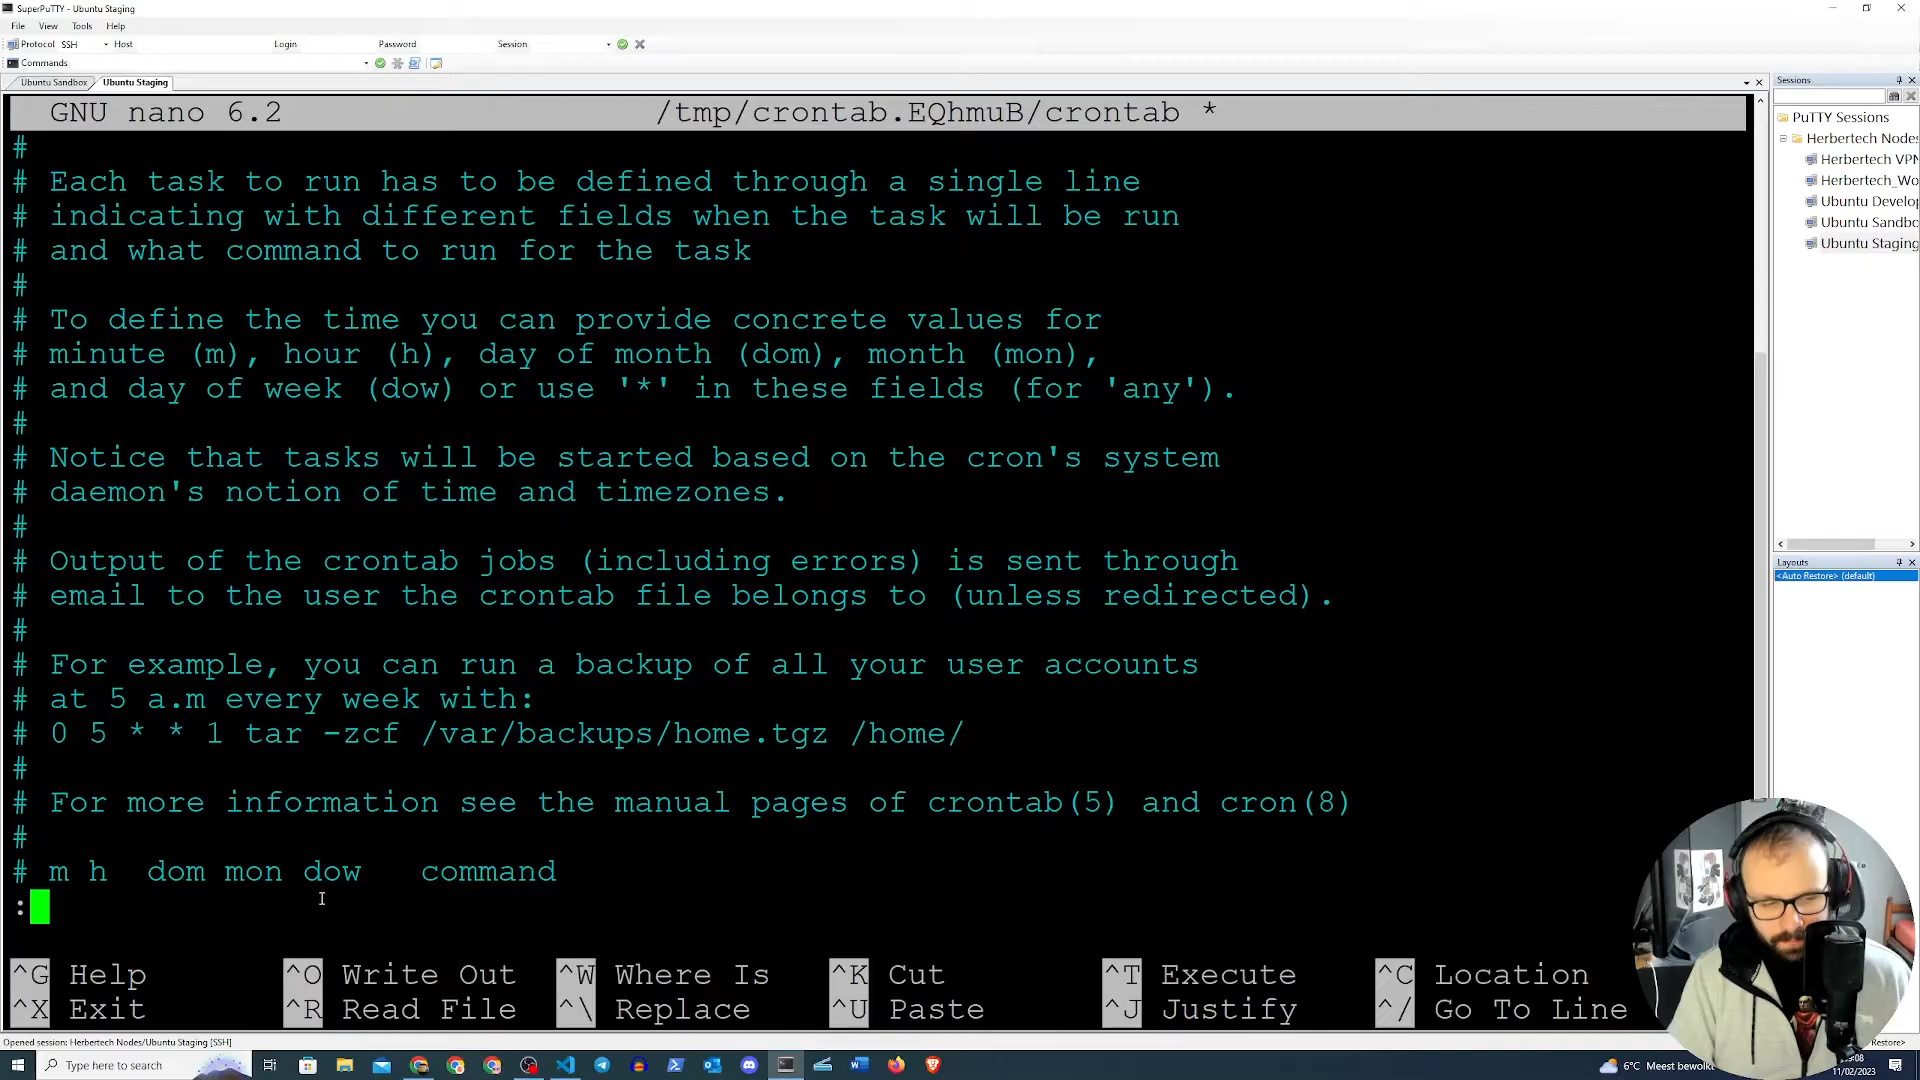 SuperPuTTY - Ubuntu Staging
File View Tools Help
Protocol SSH Host Login Password Session
Commands
Ubuntu Sandbox Ubuntu Staging
GNU nano 6.2 /tmp/crontab.EQhmuB/crontab *
#
# Each task to run has to be defined through a single line
# indicating with different fields when the task will be run
# and what command to run for the task
#
# To define the time you can provide concrete values for
# minute (m), hour (h), day of month (dom), month (mon),
# and day of week (dow) or use '*' in these fields (for 'any').
#
# Notice that tasks will be started based on the cron's system
# daemon's notion of time and timezones.
#
# Output of the crontab jobs (including errors) is sent through
# email to the user the crontab file belongs to (unless redirected).
#
# For example, you can run a backup of all your user accounts
# at 5 a.m every week with:
# 0 5 * * 1 tar -zcf /var/backups/home.tgz /home/
#
# For more information see the manual pages of crontab(5) and cron(8)
#
# m h  dom mon dow   command
:
^G Help ^O Write Out ^W Where Is ^K Cut ^T Execute ^C Location
^X Exit ^R Read File ^\ Replace ^U Paste ^J Justify ^/ Go To Line
Sessions
PuTTY Sessions
Herbertech Nodes
Herbertech VPN
Herbertech_Wo
Ubuntu Develop
Ubuntu Sandbo
Ubuntu Staging
Layouts
<Auto Restore> (default)
Opened session: Herbertech Nodes/Ubuntu Staging [SSH]
Restore>
Type here to search
6°C Meest bewolkt
11/02/2023